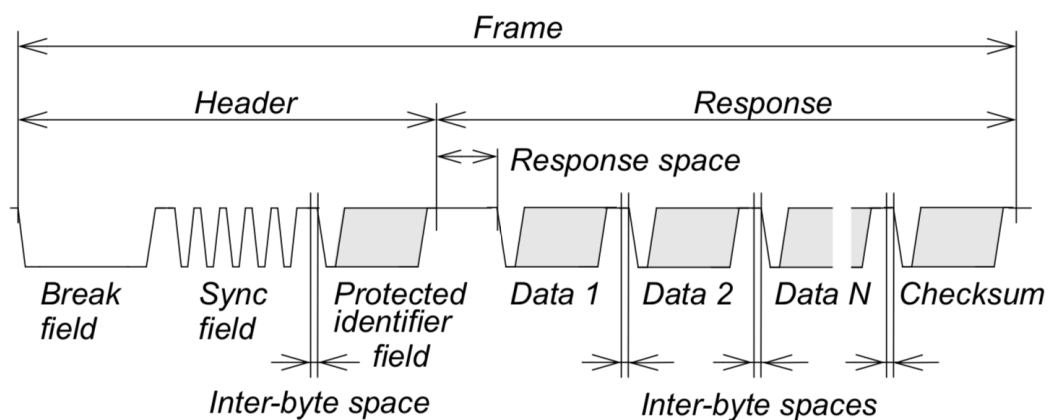 Frame
Header
Response
Response space
Break
field
Sync
field
Protected
identifier
field
Data 1
Data 2
Data N
Checksum
Inter-byte space
Inter-byte spaces